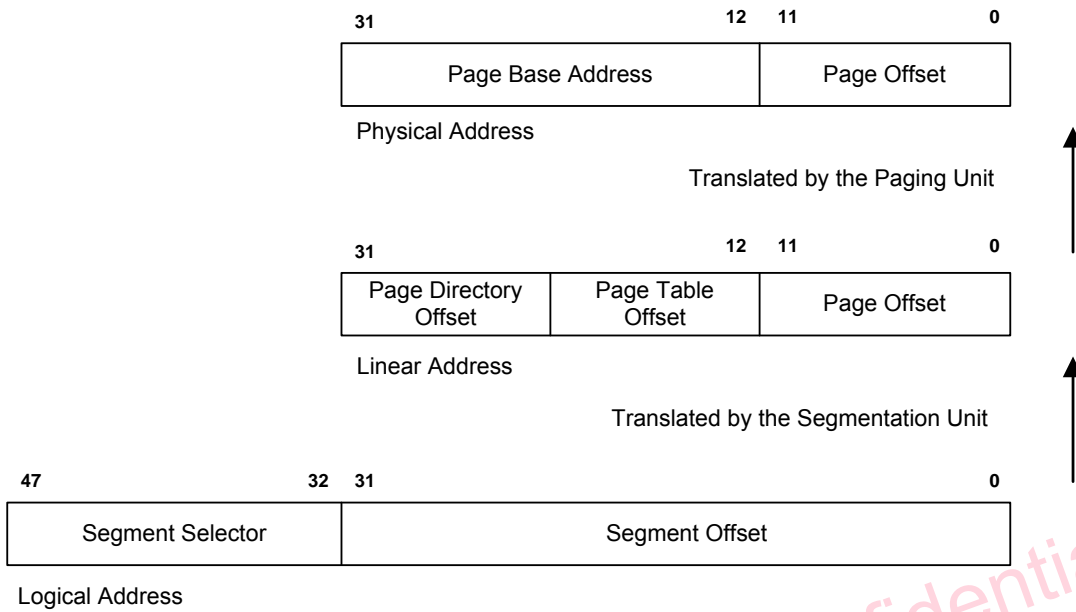 31 12 11 0
Page Base Address Page Offset
Physical Address
Translated by the Paging Unit
31 12 11 0
Page Directory Offset Page Table Offset Page Offset
Linear Address
Translated by the Segmentation Unit
47 32 31 0
Segment Selector Segment Offset
Logical Address